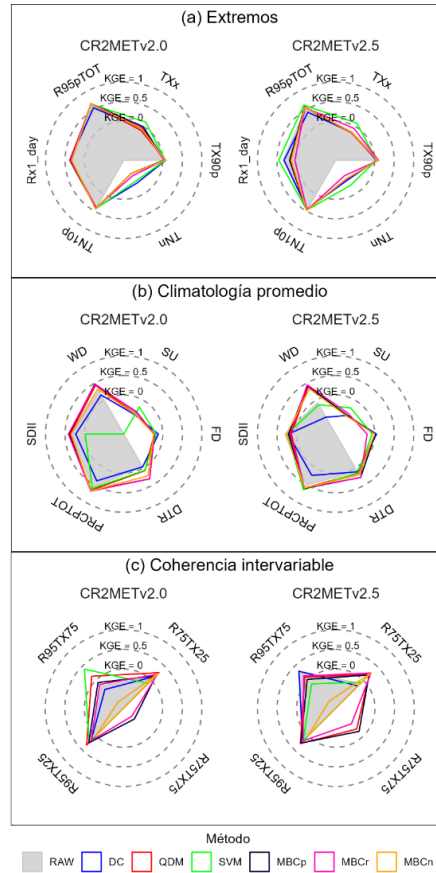 (a) Extremos
CR2METv2.0
CR2METv2.5
KGE = 1
KGE = 0.5
KGE = 0
R95pTOT
TXx
Rx1_day
TX90p
TN10p
TNn
KGE = 1
KGE = 0.5
KGE = 0
R95pTOT
TXx
Rx1_day
TX90p
TN10p
TNn
(b) Climatología promedio
CR2METv2.0
CR2METv2.5
KGE = 1
KGE = 0.5
KGE = 0
WD
SU
SDII
FD
PRCPTOT
DTR
KGE = 1
KGE = 0.5
KGE = 0
WD
SU
SDII
FD
PRCPTOT
DTR
(c) Coherencia intervariable
CR2METv2.0
CR2METv2.5
KGE = 1
KGE = 0.5
KGE = 0
R95TX75
R75TX25
R95TX25
R75TX75
KGE = 1
KGE = 0.5
KGE = 0
R95TX75
R75TX25
R95TX25
R75TX75
Método
RAW DC QDM SVM MBCp MBCr MBCn